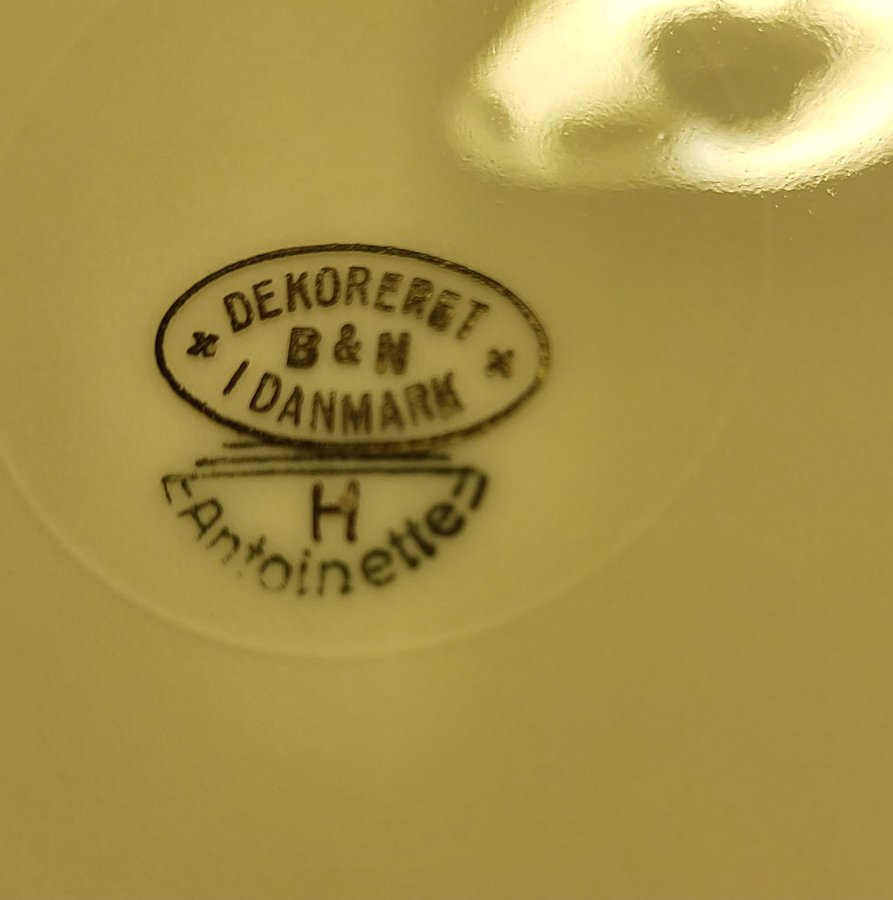 DEKORERET
B & N
I DANMARK
H
Antoinette